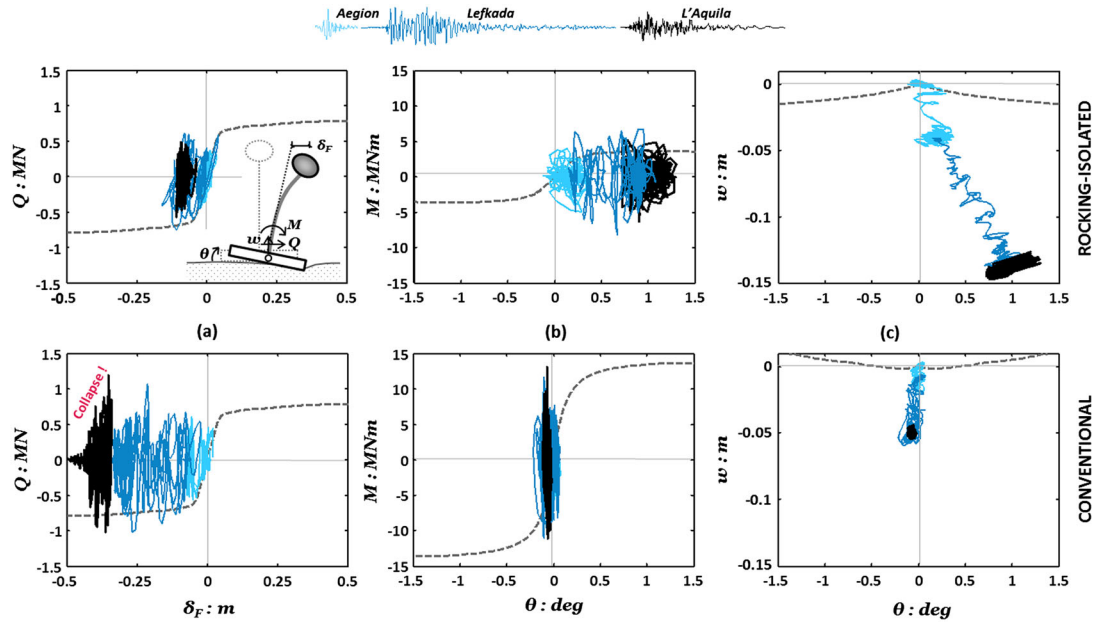 Aegion Lefkada L'Aquila
1.5
1
0.5
0
-0.5
-1
-1.5
Q : MN
-0.5 -0.25 0 0.25 0.5
δF
M
w
Q
θ
(a)
15
10
5
0
-5
-10
-15
M : MNm
-1.5 -1 -0.5 0 0.5 1 1.5
(b)
0
-0.05
-0.1
-0.15
w : m
-1.5 -1 -0.5 0 0.5 1 1.5
(c)
ROCKING-ISOLATED
1.5
1
0.5
0
-0.5
-1
-1.5
Q : MN
Collapse !
-0.5 -0.25 0 0.25 0.5
δF : m
15
10
5
0
-5
-10
-15
M : MNm
-1.5 -1 -0.5 0 0.5 1 1.5
θ : deg
0
-0.05
-0.1
-0.15
w : m
-1.5 -1 -0.5 0 0.5 1 1.5
θ : deg
CONVENTIONAL